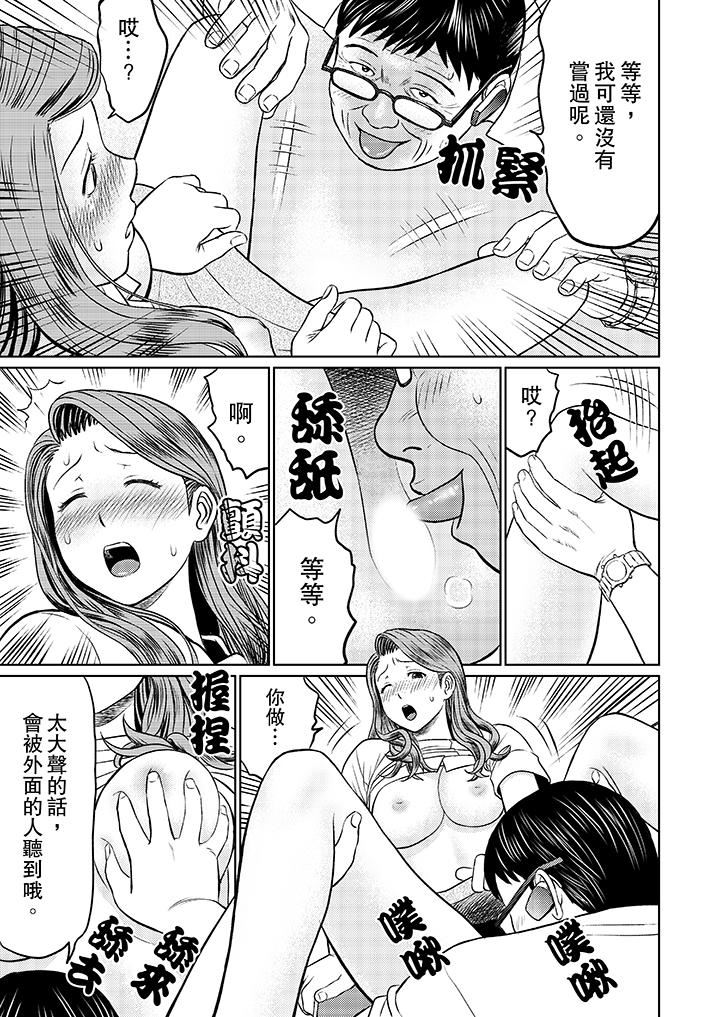 等等，
我可還沒有
嘗過呢。
抓緊
哎…？
哎？
抬起
舔舐
等等。
啊。
顫抖
你做…
噗啾
噗啾
噗啾
握捏
太大聲的話，
會被外面的人聽到哦。
舔來
舔去